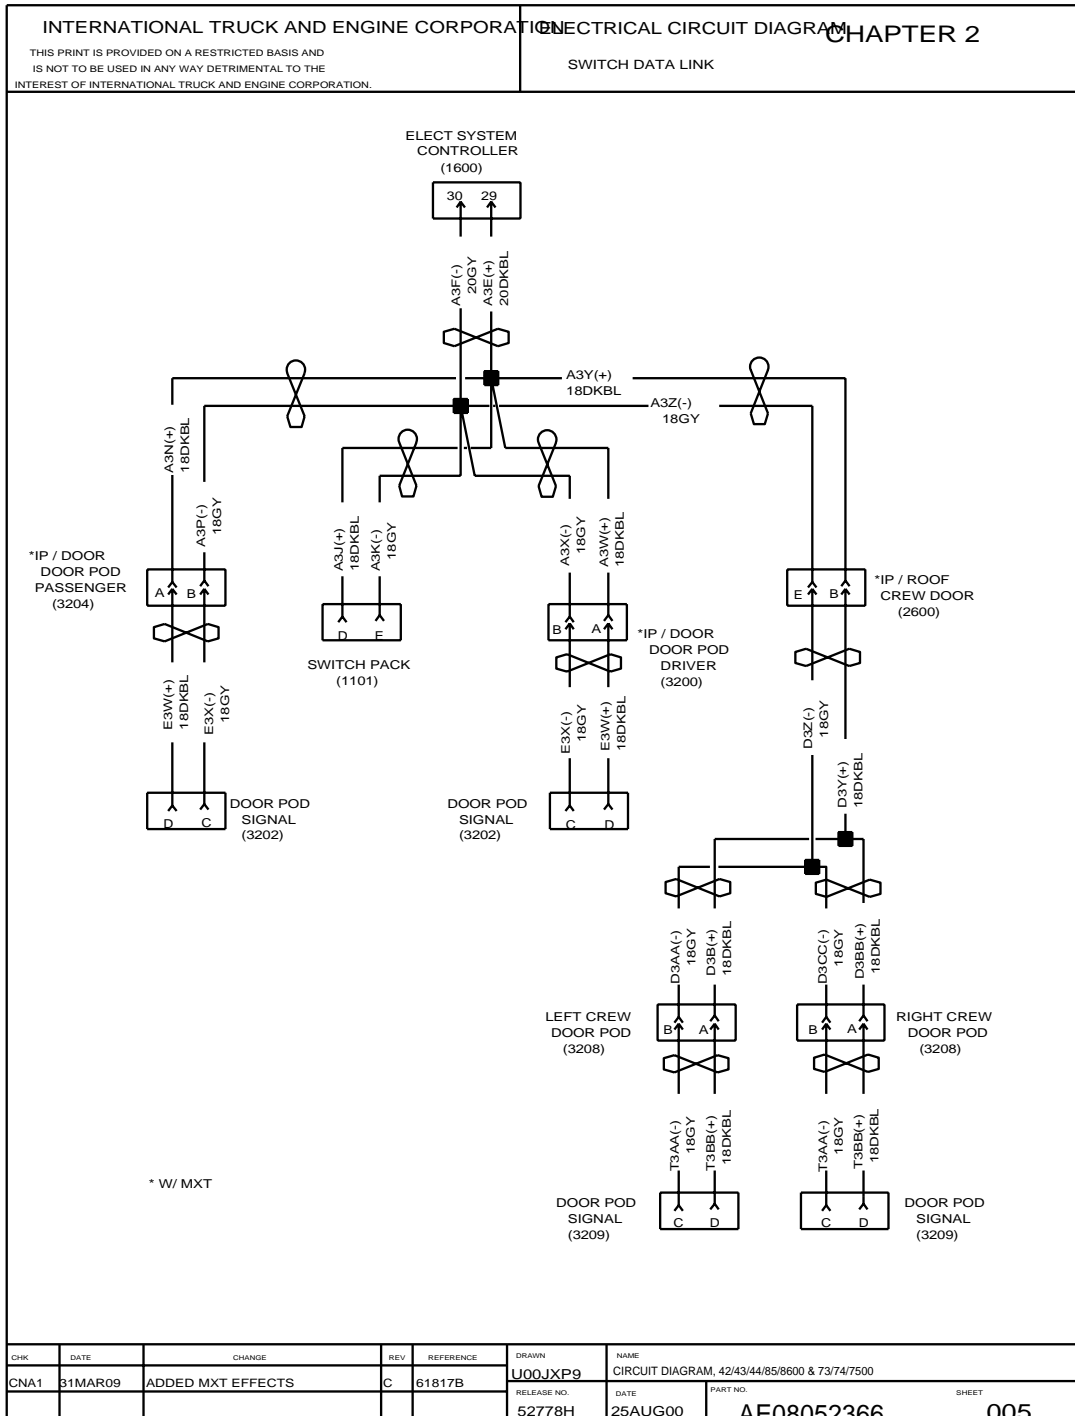 INTERNATIONAL TRUCK AND ENGINE CORPORATION
THIS PRINT IS PROVIDED ON A RESTRICTED BASIS AND
IS NOT TO BE USED IN ANY WAY DETRIMENTAL TO THE
INTEREST OF INTERNATIONAL TRUCK AND ENGINE CORPORATION.
ELECTRICAL CIRCUIT DIAGRAM
CHAPTER 2
SWITCH DATA LINK
ELECT SYSTEM
CONTROLLER
(1600)
30 29
A3F(-)
20GY
A3E(+)
20DKBL
A3Y(+)
18DKBL
A3Z(-)
18GY
A3N(+)
18DKBL
A3P(-)
18GY
A3J(+)
18DKBL
A3K(-)
18GY
A3X(-)
18GY
A3W(+)
18DKBL
*IP / DOOR
DOOR POD
PASSENGER
(3204)
A B
D E
SWITCH PACK
(1101)
B A
*IP / DOOR
DOOR POD
DRIVER
(3200)
E B
*IP / ROOF
CREW DOOR
(2600)
E3W(+)
18DKBL
E3X(-)
18GY
E3X(-)
18GY
E3W(+)
18DKBL
D3Z(-)
18GY
D3Y(+)
18DKBL
D C
DOOR POD
SIGNAL
(3202)
DOOR POD
SIGNAL
(3202)
C D
D3AA(-)
18GY
D3B(+)
18DKBL
D3CC(-)
18GY
D3BB(+)
18DKBL
LEFT CREW
DOOR POD
(3208)
B A
B A
RIGHT CREW
DOOR POD
(3208)
T3AA(-)
18GY
T3BB(+)
18DKBL
T3AA(-)
18GY
T3BB(+)
18DKBL
* W/ MXT
DOOR POD
SIGNAL
(3209)
C D
C D
DOOR POD
SIGNAL
(3209)
CHK DATE CHANGE REV REFERENCE
CNA1 31MAR09 ADDED MXT EFFECTS C 61817B
DRAWN
U00JXP9
NAME
CIRCUIT DIAGRAM, 42/43/44/85/8600 & 73/74/7500
RELEASE NO.
52778H
DATE
25AUG00
PART NO.
AE08052366
SHEET
005